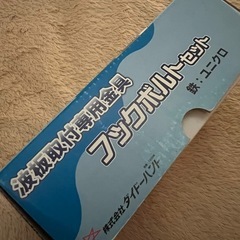 波板取付専用金具
フックボルトセット
鉄:ユニクロ
株式会社ダイドーハント